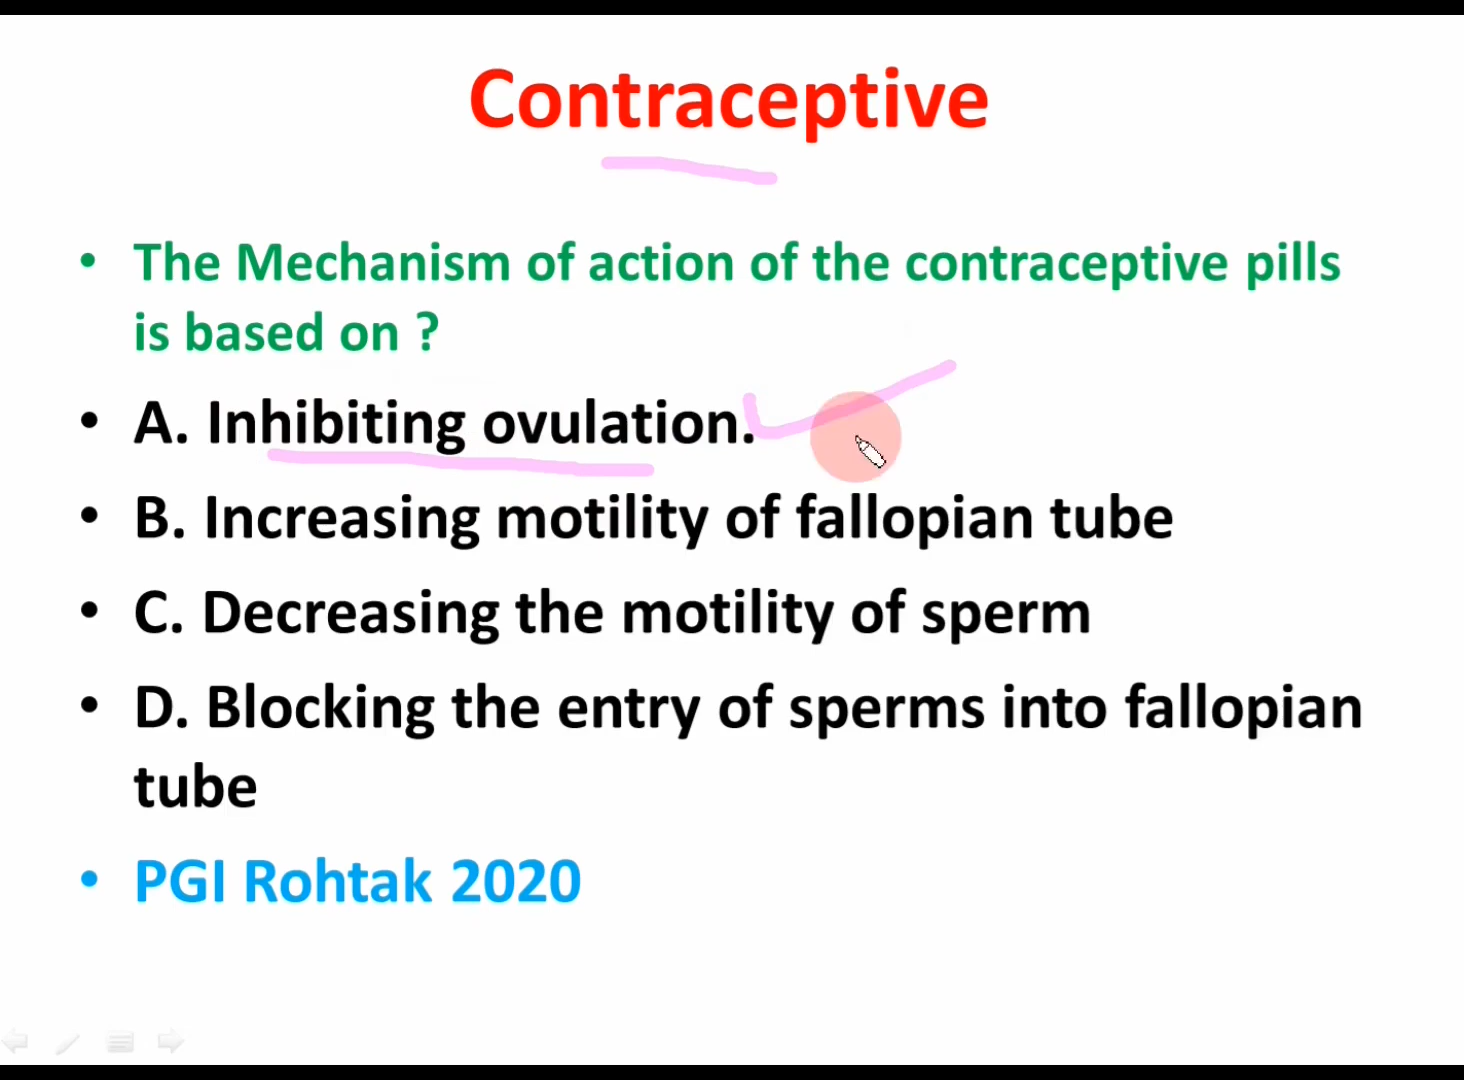 Contraceptive
• The Mechanism of action of the contraceptive pills
is based on ?
• A. Inhibiting ovulation.
• B. Increasing motility of fallopian tube
• C. Decreasing the motility of sperm
• D. Blocking the entry of sperms into fallopian
tube
• PGI Rohtak 2020